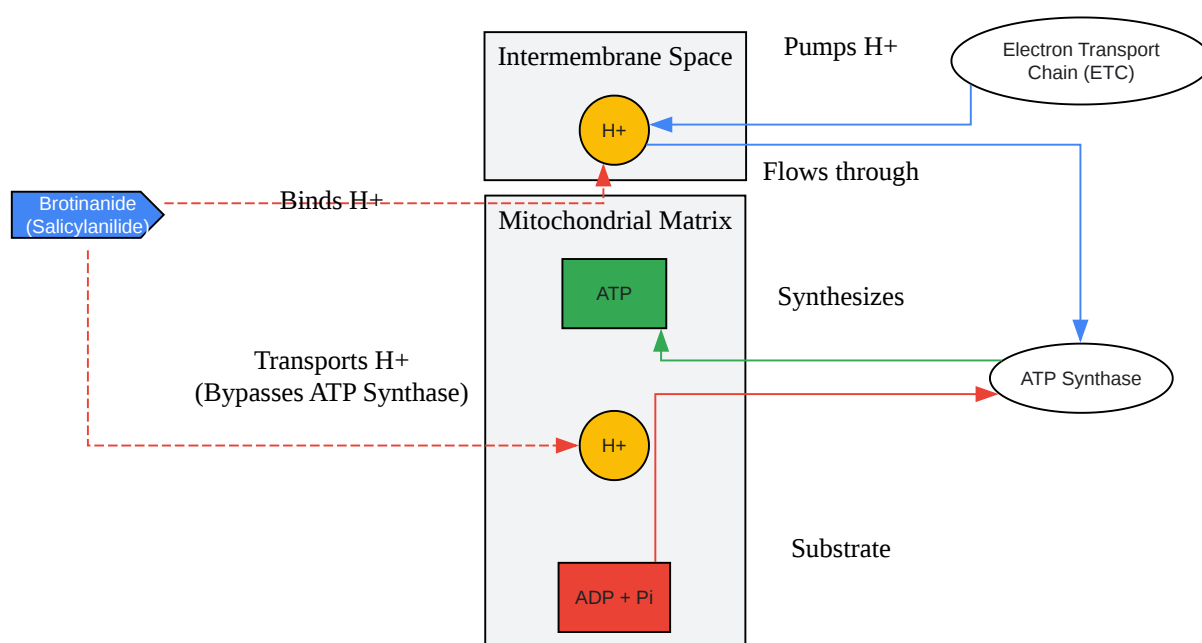 Intermembrane Space
Pumps H+
Electron Transport
Chain (ETC)
H+
Flows through
Brotinanide
(Salicylanilide)
Binds H+
Mitochondrial Matrix
ATP
Synthesizes
Transports H+
(Bypasses ATP Synthase)
ATP Synthase
H+
Substrate
ADP + Pi